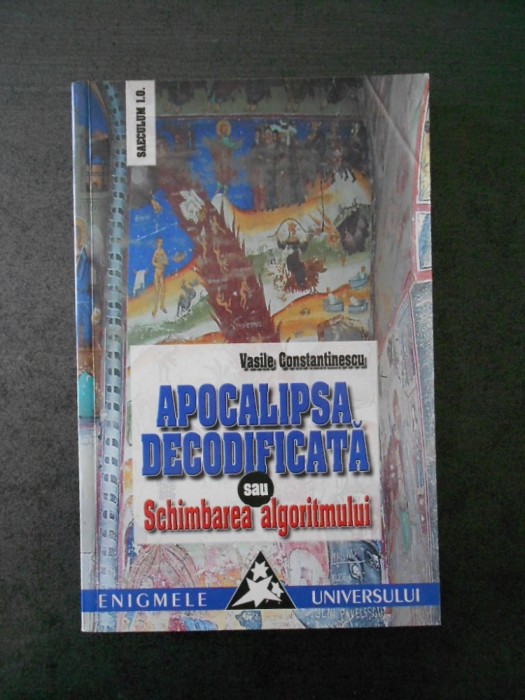 SAECULUM I.O.
Vasile Constantinescu
APOCALIPSA
DECODIFICATĂ
sau
Schimbarea algoritmului
ENIGMELE UNIVERSULUI